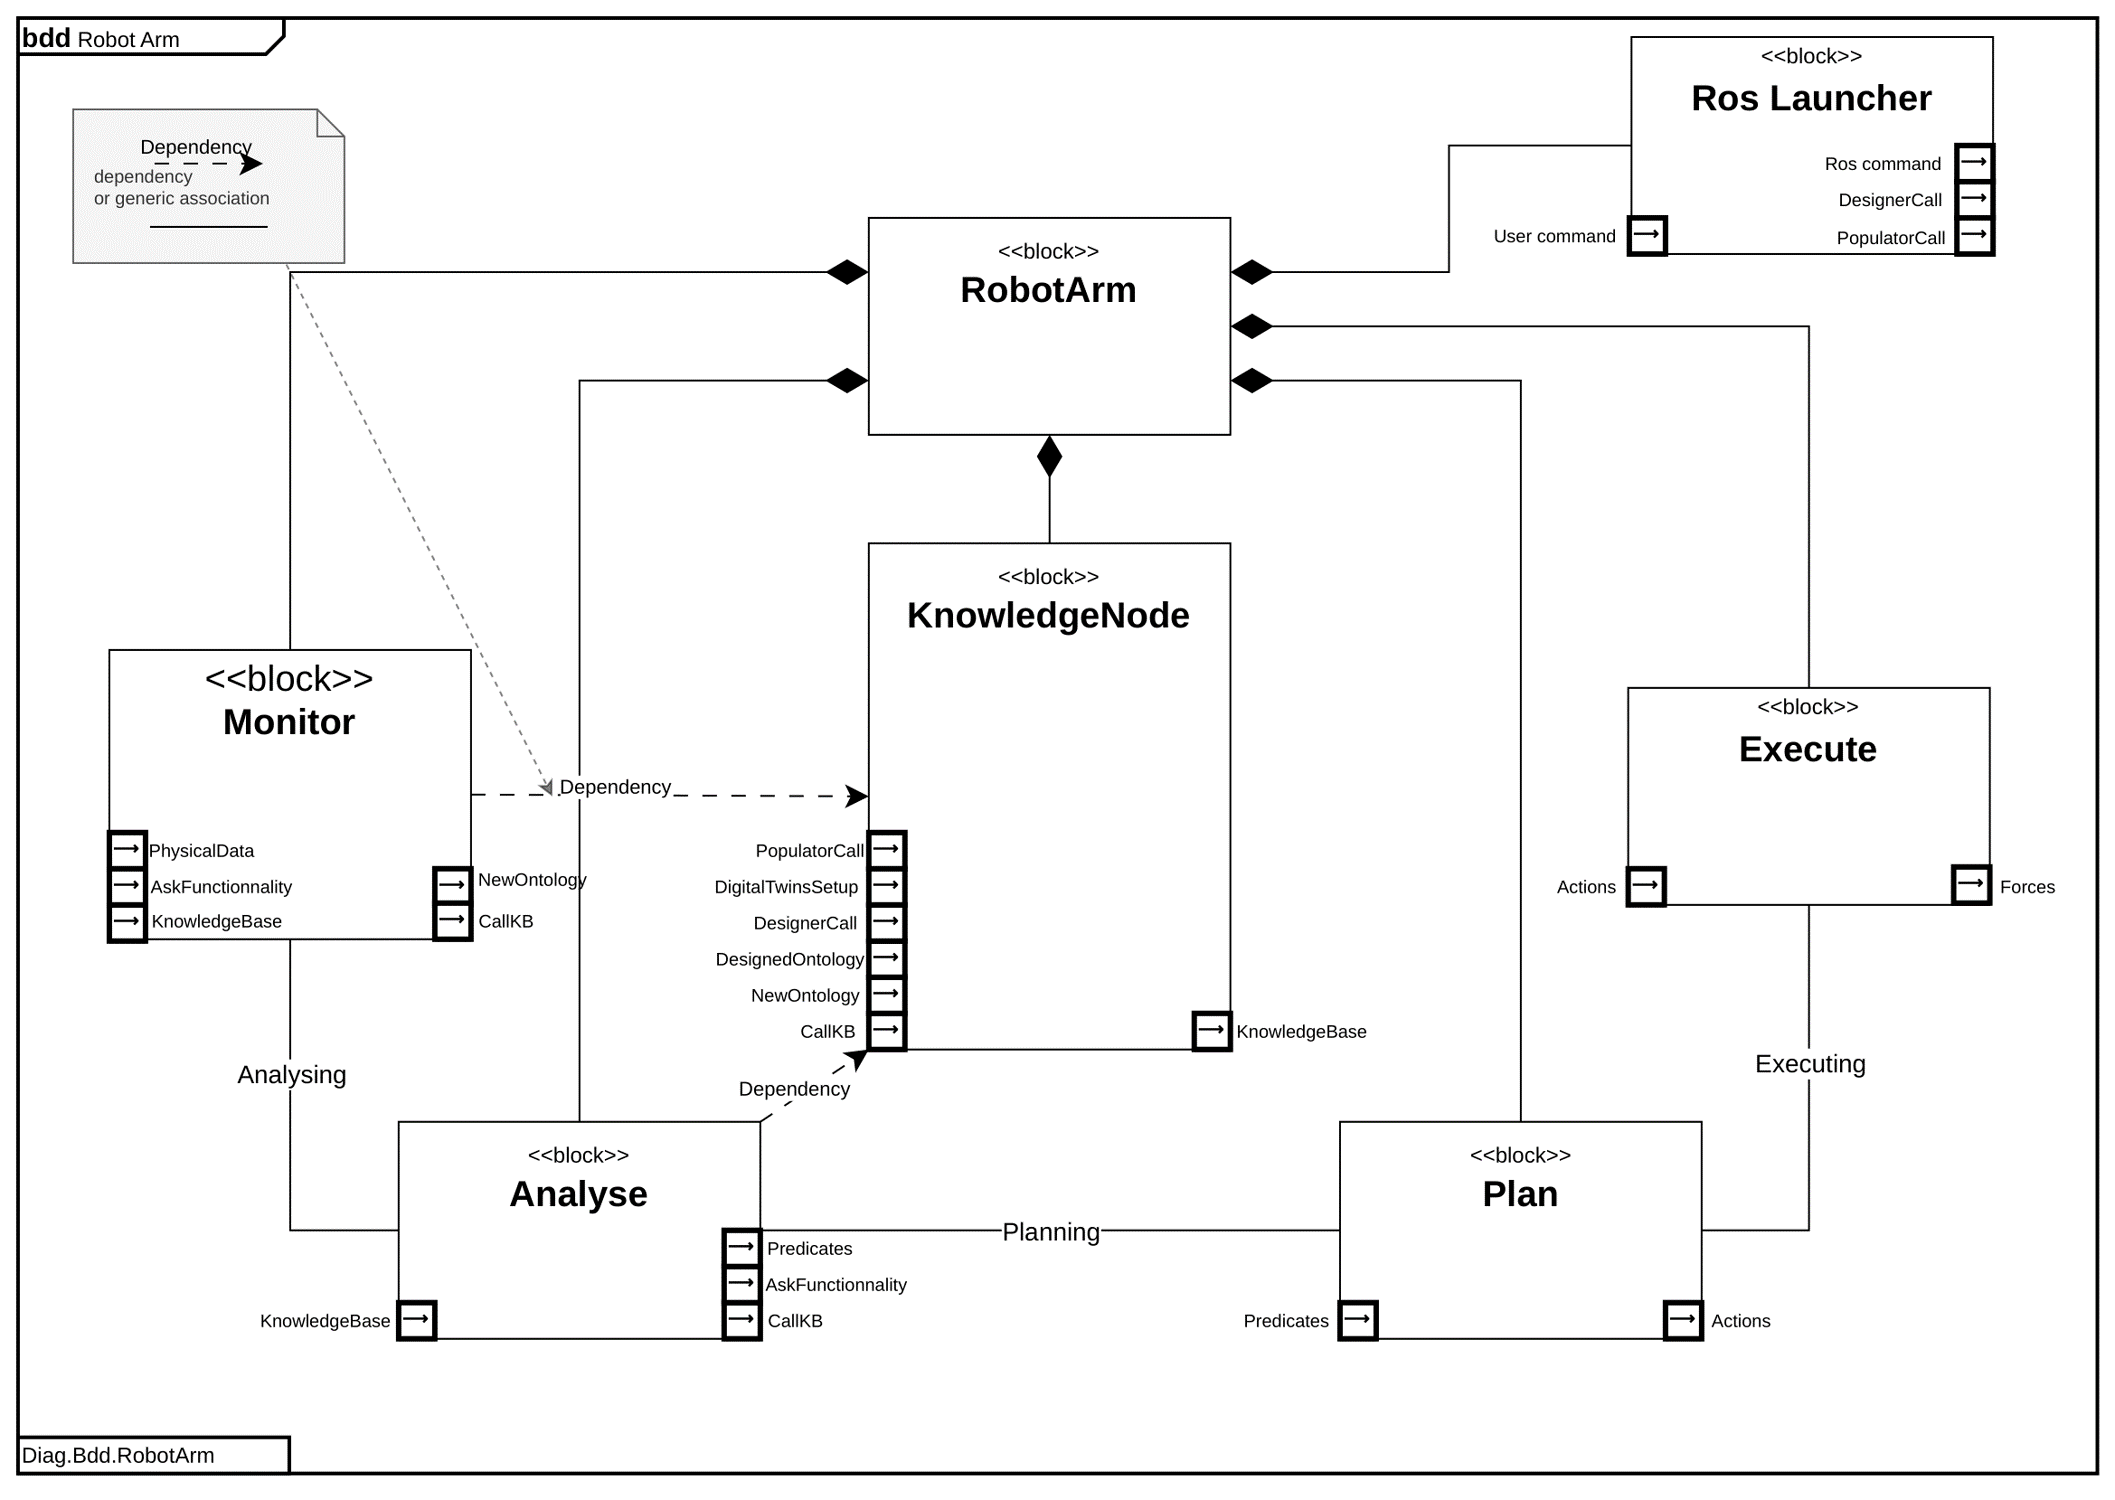 bdd Robot Arm
<<block>>
Ros Launcher
Ros command
DesignerCall
PopulatorCall
User command
Dependency
dependency
or generic association
<<block>>
RobotArm
<<block>>
KnowledgeNode
<<block>>
Monitor
<<block>>
Execute
Dependency
PhysicalData
AskFunctionnality
KnowledgeBase
NewOntology
CallKB
PopulatorCall
DigitalTwinsSetup
DesignerCall
DesignedOntology
NewOntology
CallKB
KnowledgeBase
Actions
Forces
Analysing
Dependency
Executing
<<block>>
Analyse
Predicates
AskFunctionnality
CallKB
KnowledgeBase
Planning
<<block>>
Plan
Predicates
Actions
Diag.Bdd.RobotArm